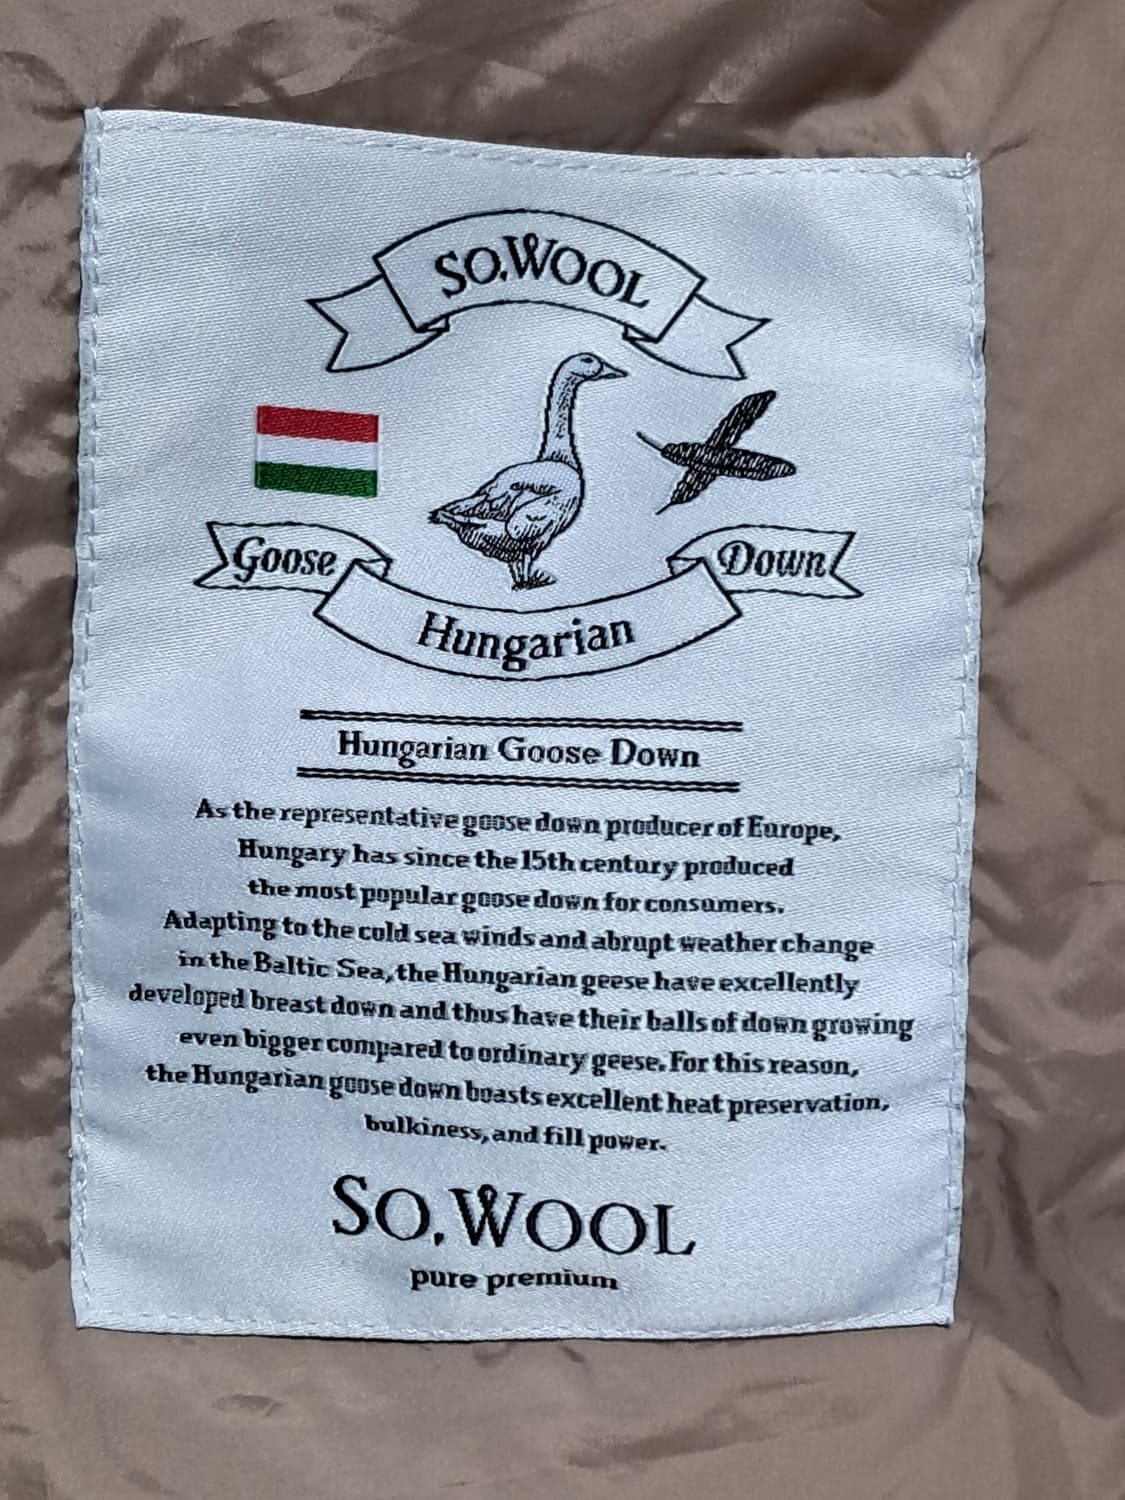 SO.WOOL
Goose
Down
Hungarian
Hungarian Goose Down
As the representative goose down producer of Europe,
Hungary has since the 15th century produced
the most popular goose down for consumers.
Adapting to the cold sea winds and abrupt weather change
in the Baltic Sea, the Hungarian geese have excellently
developed breast down and thus have their balls of down growing
even bigger compared to ordinary geese. For this reason,
the Hungarian goose down boasts excellent heat preservation,
bulkiness, and fill power.
SO.WOOL
pure premium